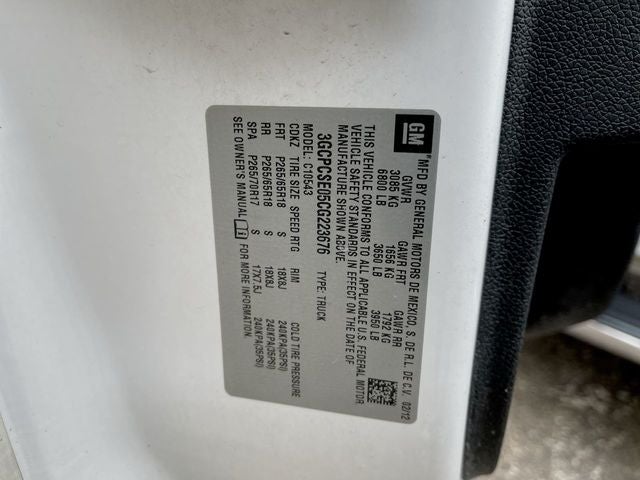 GM
MFD BY GENERAL MOTORS DE MEXICO, S. DE R.L. DE C.V. 02/12
GVWR GAWR FRT GAWR RR
3085 KG 1656 KG 1792 KG
6800 LB 3650 LB 3950 LB
THIS VEHICLE CONFORMS TO ALL APPLICABLE U.S. FEDERAL MOTOR
VEHICLE SAFETY STANDARDS IN EFFECT ON THE DATE OF
MANUFACTURE SHOWN ABOVE.
3GCPCSE05CG223676 TYPE: TRUCK
MODEL: C10543
CDKZ TIRE SIZE SPEED RTG RIM COLD TIRE PRESSURE
FRT P265/65R18 S 18X8J 240KPA(35PSI)
RR P265/65R18 S 18X8J 240KPA(35PSI)
SPA P265/70R17 S 17X7.5J 240KPA(35PSI)
SEE OWNER'S MANUAL i FOR MORE INFORMATION.